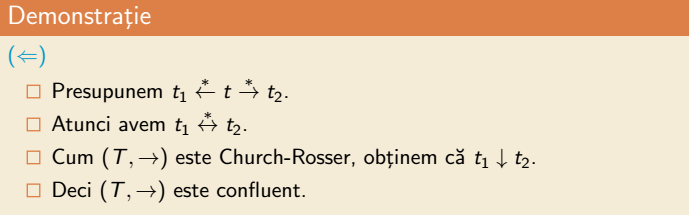 Demonstrație
(⇐)
□ Presupunem t₁ ←* t →* t₂.
□ Atunci avem t₁ ↔* t₂.
□ Cum (T, →) este Church-Rosser, obținem că t₁ ↓ t₂.
□ Deci (T, →) este confluent.